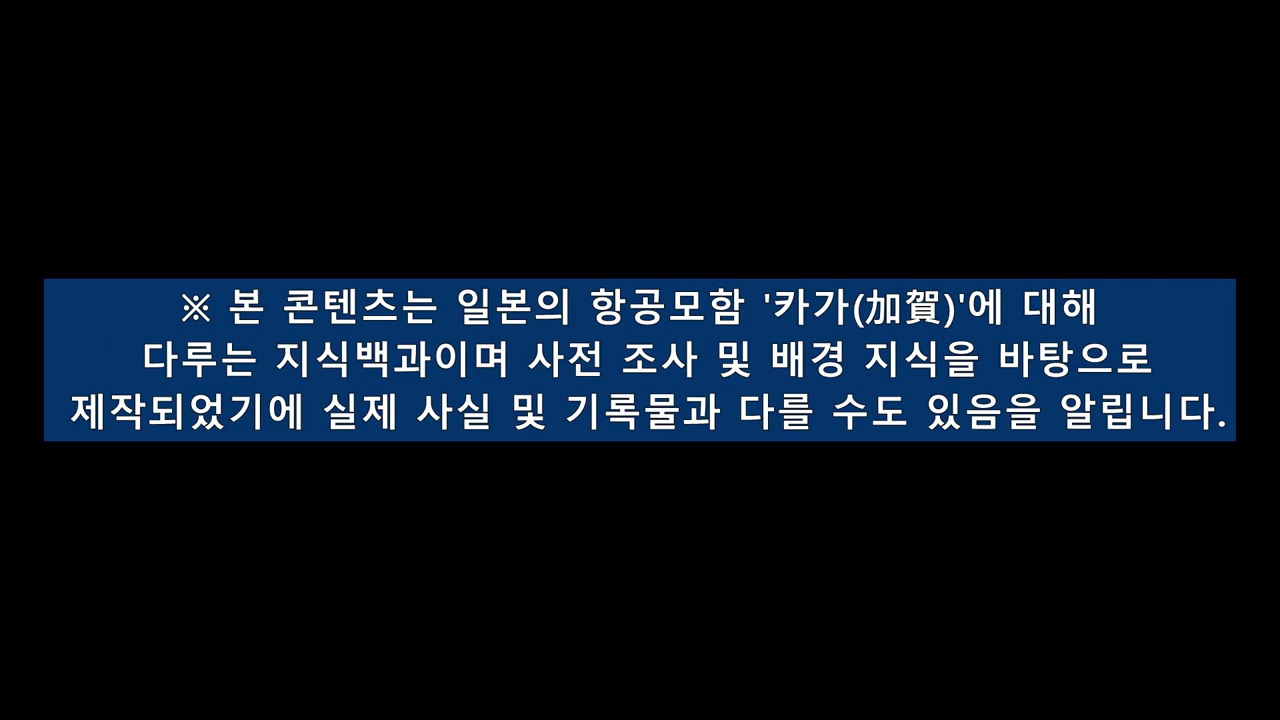 ※ 본 콘텐츠는 일본의 항공모함 '카가(加賀)'에 대해
다루는 지식백과이며 사전 조사 및 배경 지식을 바탕으로
제작되었기에 실제 사실 및 기록물과 다를 수도 있음을 알립니다.